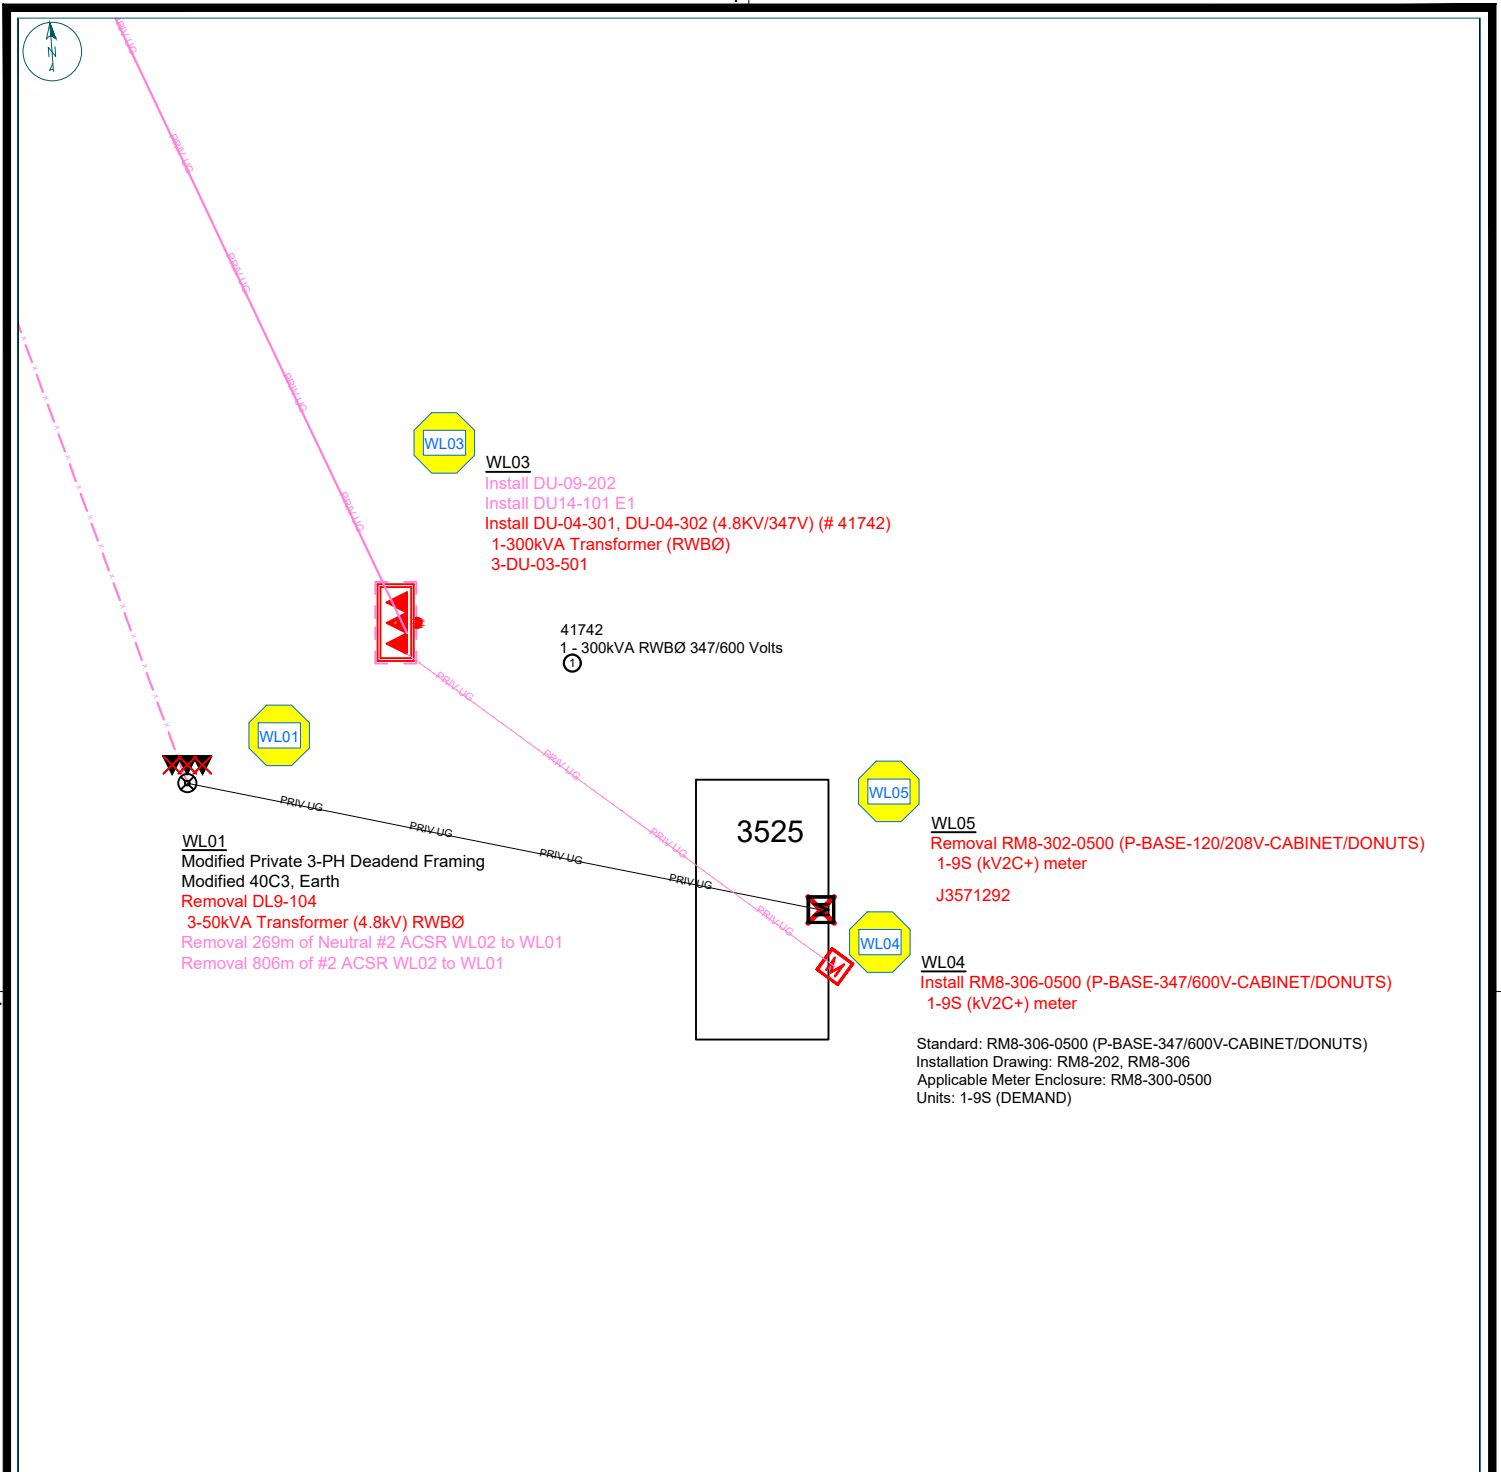 N
PRIV UG
PRIV UG
PRIV UG
PRIV UG
PRIV UG
WL03
WL03
Install DU-09-202
Install DU14-101 E1
Install DU-04-301, DU-04-302 (4.8KV/347V) (# 41742)
1-300kVA Transformer (RWBØ)
3-DU-03-501
41742
1 - 300kVA RWBØ 347/600 Volts
1
PRIV UG
PRIV UG
PRIV UG
PRIV UG
WL01
PRIV UG
PRIV UG
PRIV UG
PRIV UG
WL01
Modified Private 3-PH Deadend Framing
Modified 40C3, Earth
Removal DL9-104
3-50kVA Transformer (4.8kV) RWBØ
Removal 269m of Neutral #2 ACSR WL02 to WL01
Removal 806m of #2 ACSR WL02 to WL01
3525
M
M
WL05
WL05
Removal RM8-302-0500 (P-BASE-120/208V-CABINET/DONUTS)
1-9S (kV2C+) meter
J3571292
WL04
WL04
Install RM8-306-0500 (P-BASE-347/600V-CABINET/DONUTS)
1-9S (kV2C+) meter
Standard: RM8-306-0500 (P-BASE-347/600V-CABINET/DONUTS)
Installation Drawing: RM8-202, RM8-306
Applicable Meter Enclosure: RM8-300-0500
Units: 1-9S (DEMAND)